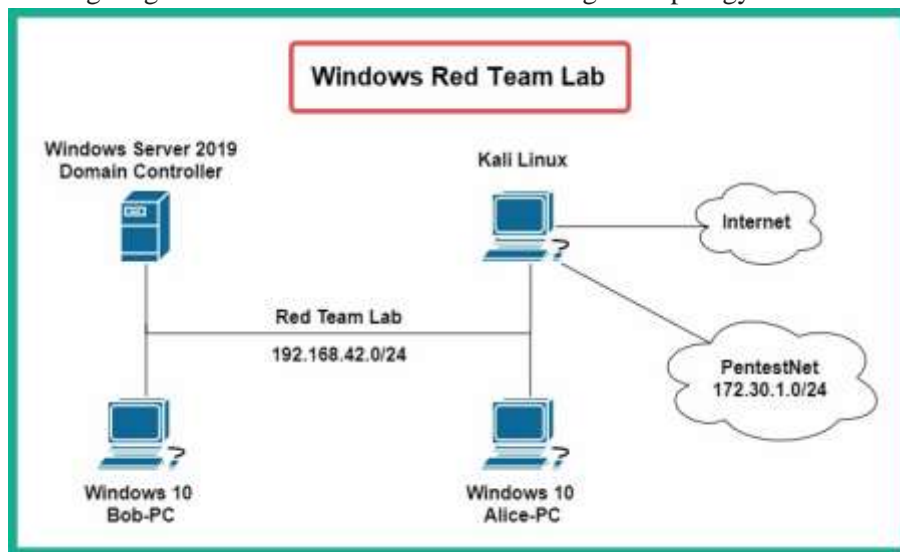 Windows Red Team Lab
Windows Server 2019
Domain Controller
Kali Linux
Internet
Red Team Lab
192.168.42.0/24
PentestNet
172.30.1.0/24
Windows 10
Bob-PC
Windows 10
Alice-PC